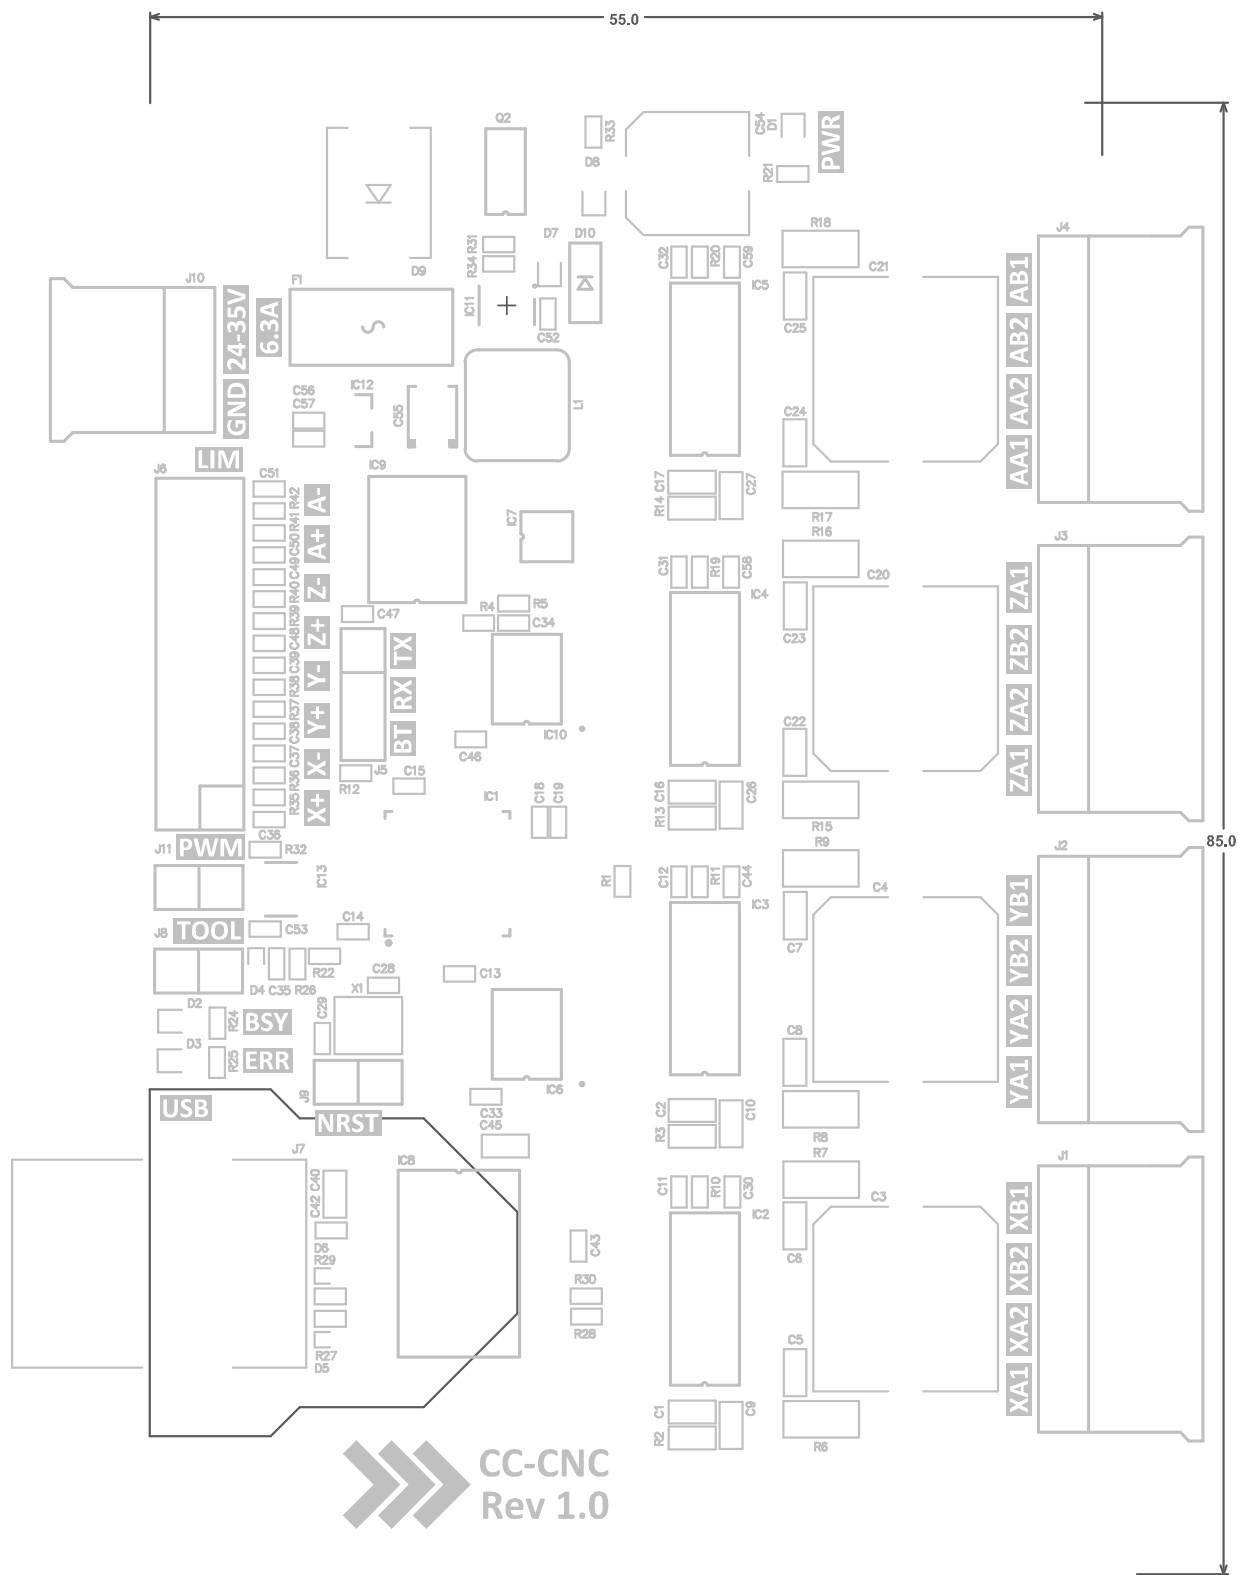 55.0
Q2
R33
D8
C54
D1
PWR
R21
R18
J4
D7
D10
R31
R34
C32
R20
C59
C21
AB1
D9
J10
F1
IC11
IC5
24-35V
6.3A
C25
C52
AB2
C56
C57
IC12
GND
C55
L1
AA2
C24
LIM
J6
C51
IC9
AA1
R42
A-
C17
C27
R14
R41
IC7
R17
C50
A+
R16
J3
C49
C31
R19
C58
C20
Z-
R40
IC4
ZA1
R39
C47
R4
R5
C34
C23
Z+
C48
TX
ZB2
C39
Y-
R38
RX
R37
Y+
ZA2
C38
BT
IC10
C22
C37
X-
C46
J5
C15
R36
R12
ZA1
R35
X+
IC1
C18
C19
C16
C26
R13
R15
C36
85.0
J11
PWM
R32
R9
J2
IC13
R1
C12
R11
C44
C4
IC3
YB1
J8
TOOL
C53
C14
C7
R22
C28
C13
YB2
D4
C35
R26
X1
D2
R24
BSY
C29
YA2
D3
R25
ERR
C8
J9
IC6
YA1
USB
NRST
C33
C2
C10
R3
C45
R8
J7
IC8
R7
J1
C40
C42
C11
R10
C30
C3
IC2
XB1
D6
C43
C6
R29
XB2
R30
R28
XA2
R27
D5
C5
XA1
C1
C9
R2
R6
CC-CNC
Rev 1.0